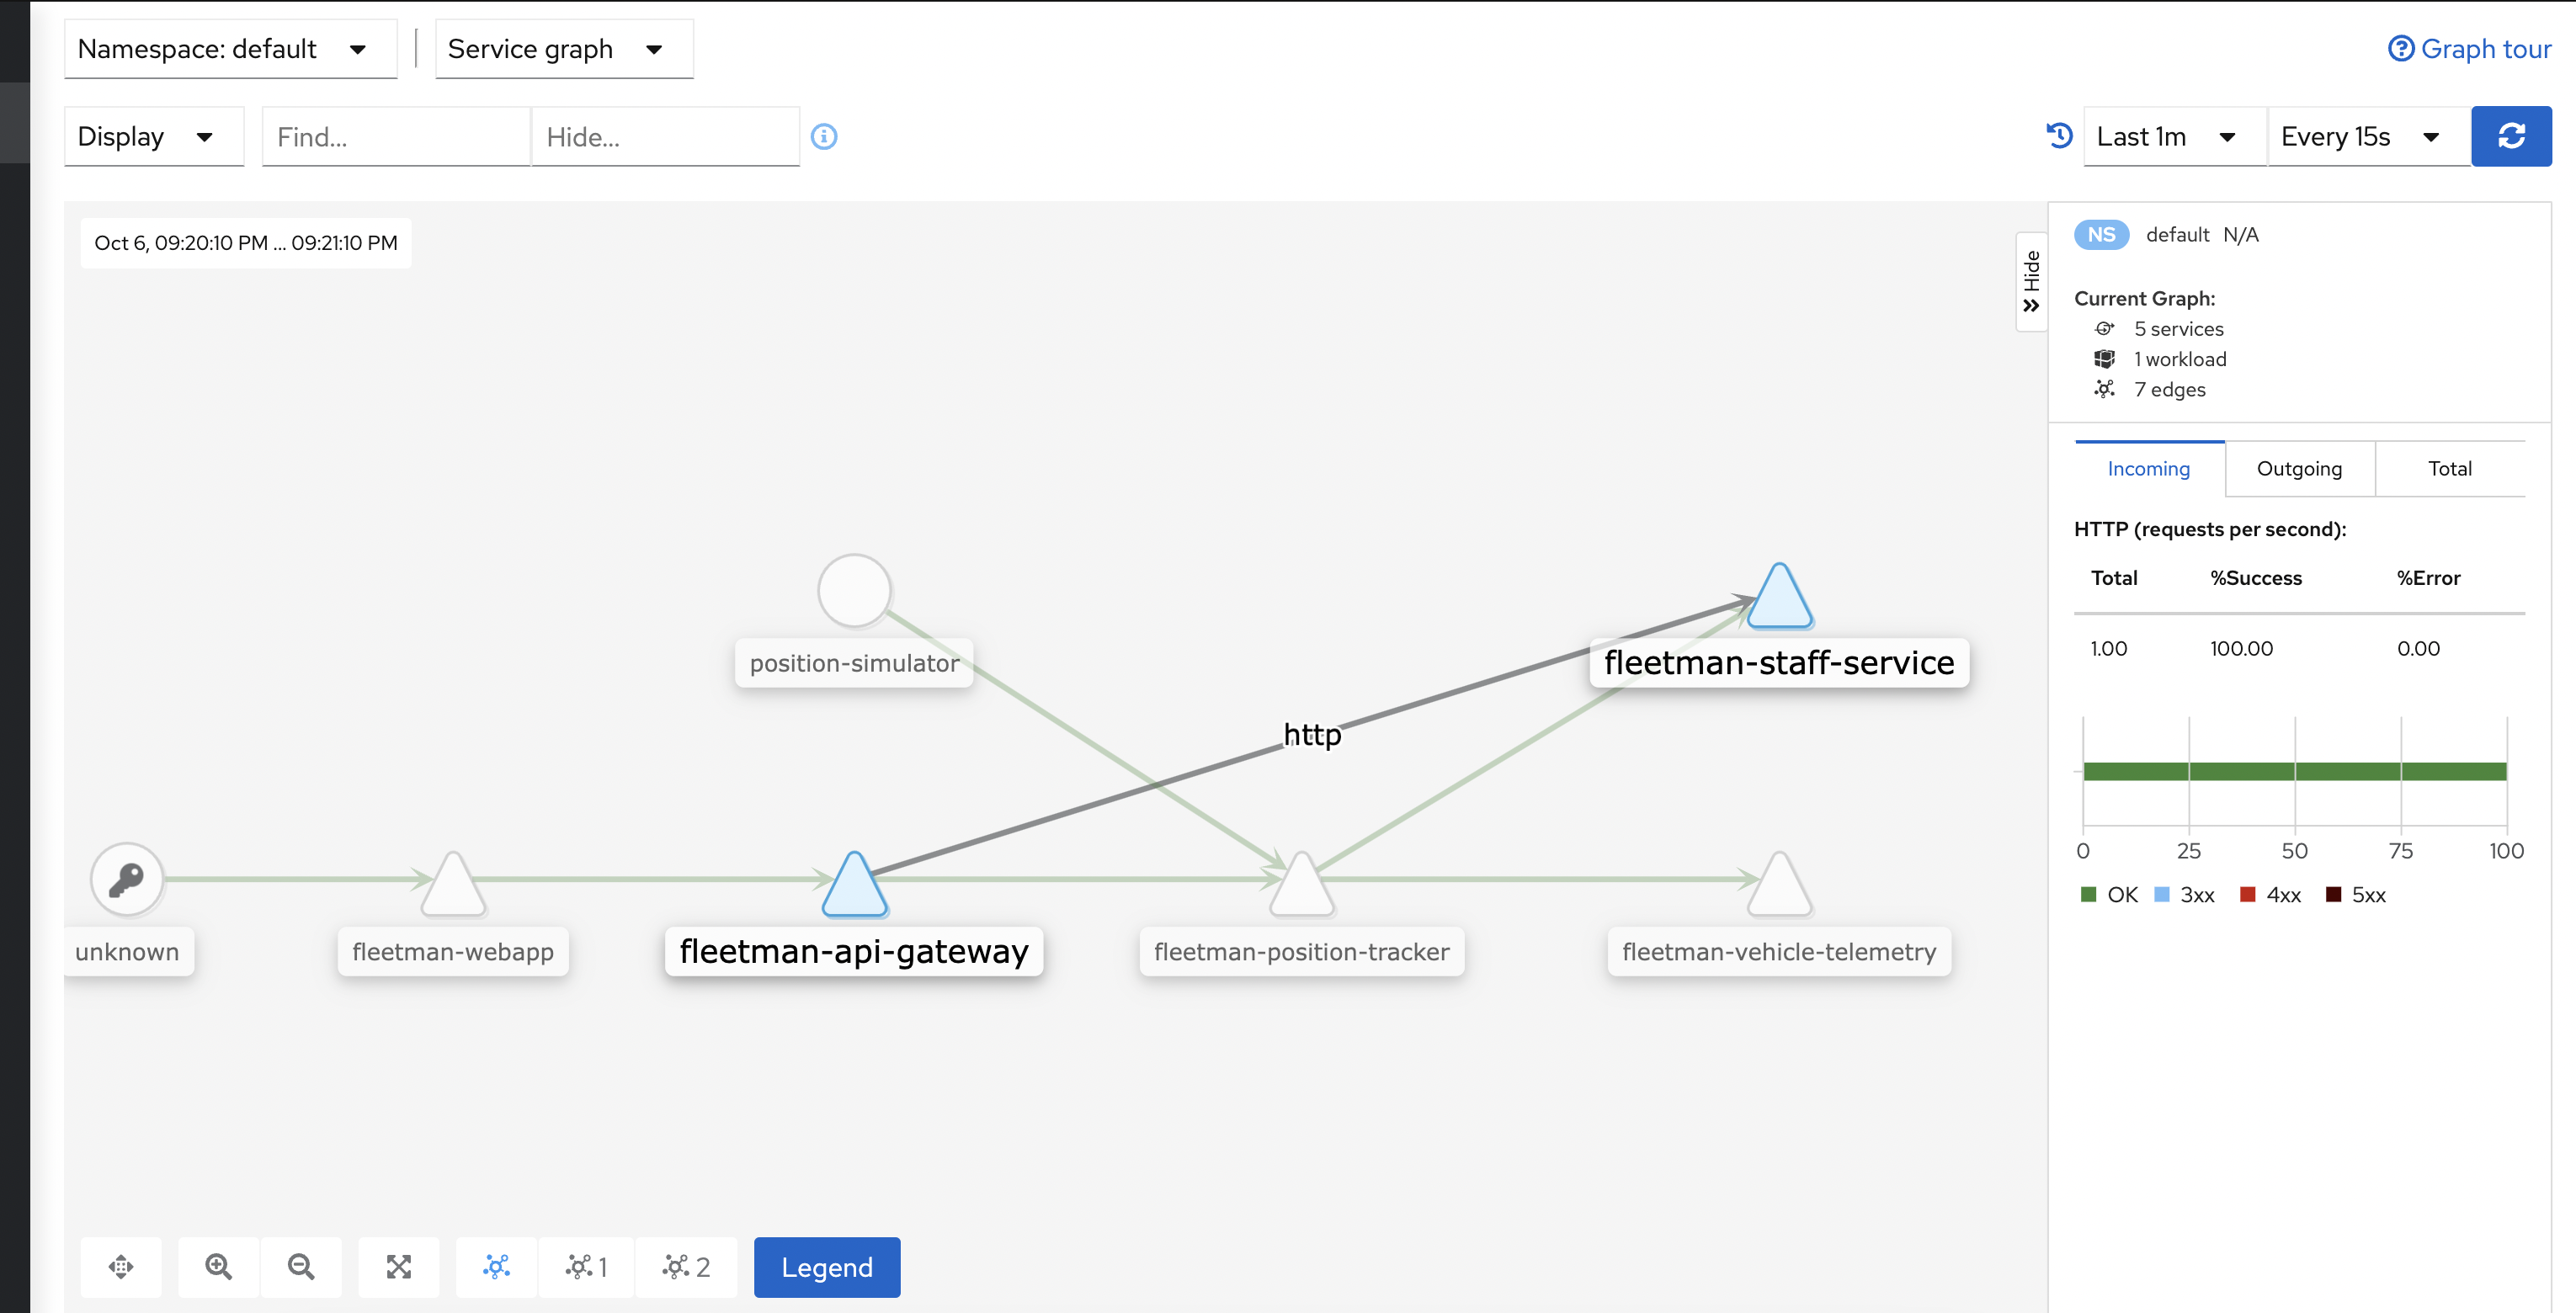 Namespace: default
Service graph
Graph tour
Display
Find...
Hide...
Last 1m
Every 15s
Oct 6, 09:20:10 PM ... 09:21:10 PM
Hide
NS default N/A
Current Graph:
5 services
1 workload
7 edges
Incoming
Outgoing
Total
HTTP (requests per second):
Total %Success %Error
1.00 100.00 0.00
0 25 50 75 100
OK 3xx 4xx 5xx
position-simulator
fleetman-staff-service
http
unknown
fleetman-webapp
fleetman-api-gateway
fleetman-position-tracker
fleetman-vehicle-telemetry
1
2
Legend